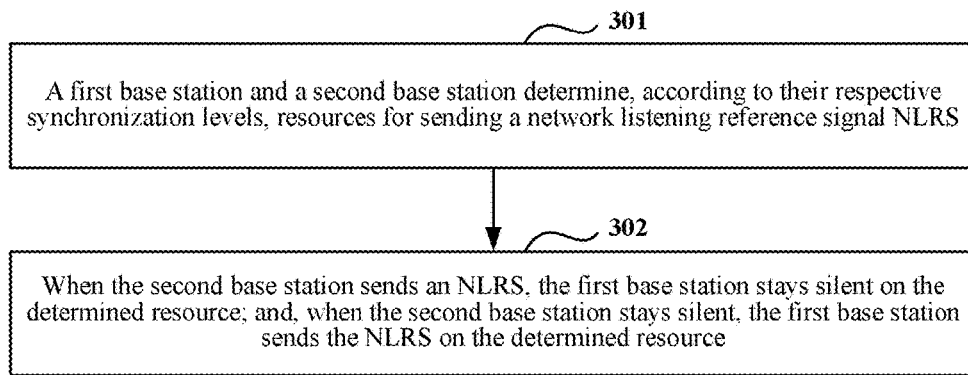 301
A first base station and a second base station determine, according to their respective
synchronization levels, resources for sending a network listening reference signal NLRS
302
When the second base station sends an NLRS, the first base station stays silent on the
determined resource; and, when the second base station stays silent, the first base station
sends the NLRS on the determined resource